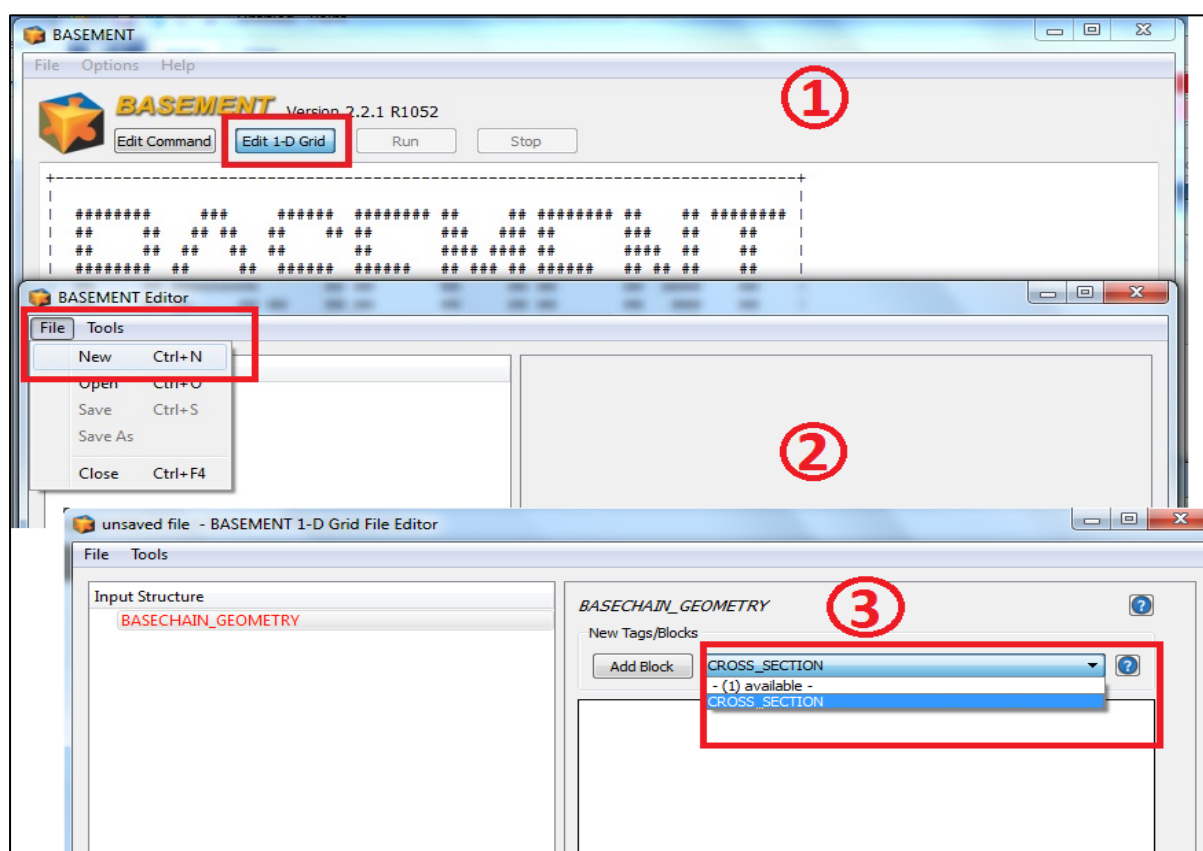 BASEMENT
File Options Help
BASEMENT Version 2.2.1 R1052
①
Edit Command Edit 1-D Grid Run Stop
+-----------------------------------------------------------------------------+
BASEMENT Editor
File Tools
New Ctrl+N
Open Ctrl+O
Save Ctrl+S
Save As
②
Close Ctrl+F4
unsaved file - BASEMENT 1-D Grid File Editor
File Tools
Input Structure
BASECHAIN_GEOMETRY
BASECHAIN_GEOMETRY
③
New Tags/Blocks
Add Block CROSS_SECTION
- (1) available -
CROSS_SECTION